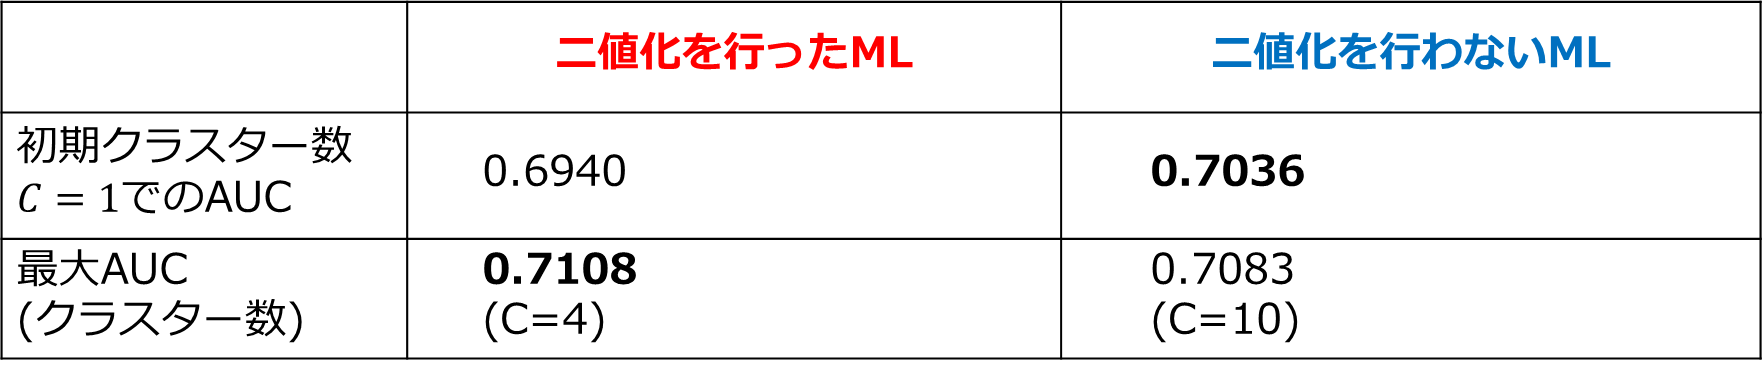 二値化を行ったML
二値化を行わないML
初期クラスター数
C = 1でのAUC
0.6940
0.7036
最大AUC
(クラスター数)
0.7108
(C=4)
0.7083
(C=10)